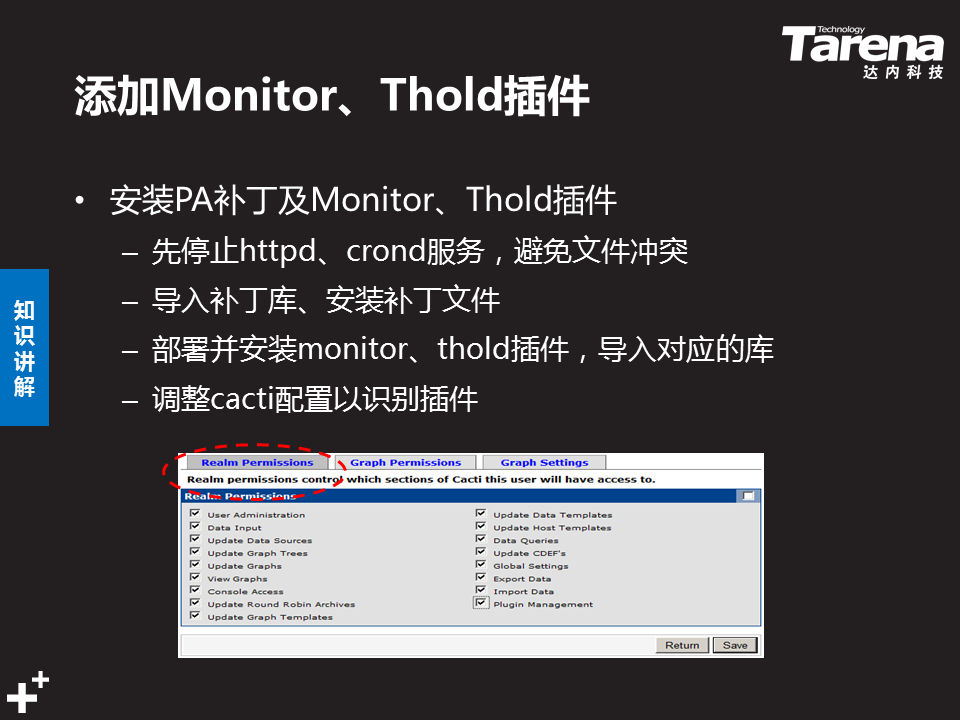 Technology
Tarena
达内科技
添加Monitor、Thold插件
• 安装PA补丁及Monitor、Thold插件
– 先停止httpd、crond服务，避免文件冲突
– 导入补丁库、安装补丁文件
– 部署并安装monitor、thold插件，导入对应的库
– 调整cacti配置以识别插件
知识讲解
Realm Permissions Graph Permissions Graph Settings
Realm permissions control which sections of Cacti this user will have access to.
Realm Permissions
User Administration Update Data Templates
Data Input Update Host Templates
Update Data Sources Data Queries
Update Graph Trees Update CDEF's
Update Graphs Global Settings
View Graphs Export Data
Console Access Import Data
Update Round Robin Archives Plugin Management
Update Graph Templates
Return Save